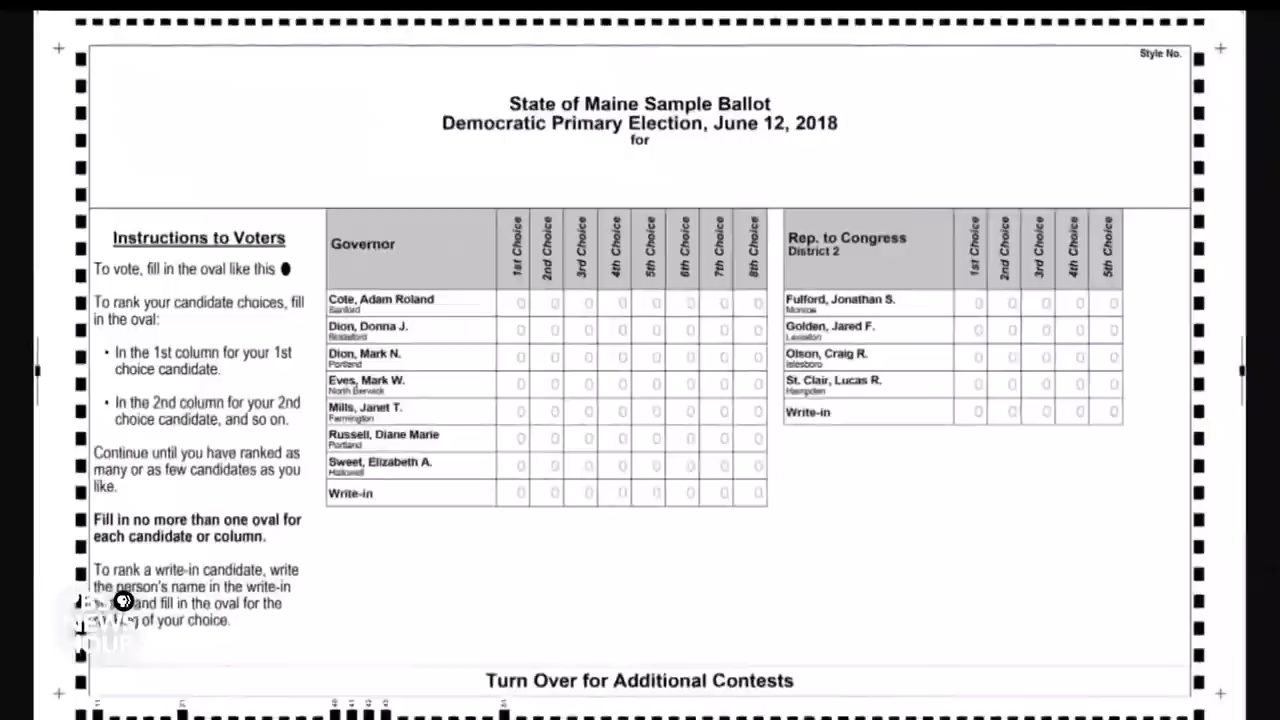 Style No.
State of Maine Sample Ballot
Democratic Primary Election, June 12, 2018
for
Instructions to Voters
To vote, fill in the oval like this
To rank your candidate choices, fill
in the oval:
• In the 1st column for your 1st
choice candidate.
• In the 2nd column for your 2nd
choice candidate, and so on.
Continue until you have ranked as
many or as few candidates as you
like.
Fill in no more than one oval for
each candidate or column.
To rank a write-in candidate, write
the person's name in the write-in
and fill in the oval for the
of your choice.
Governor
1st Choice
2nd Choice
3rd Choice
4th Choice
5th Choice
6th Choice
7th Choice
8th Choice
Cote, Adam Roland
Sanford
Dion, Donna J.
Biddeford
Dion, Mark N.
Portland
Eves, Mark W.
North Berwick
Mills, Janet T.
Farmington
Russell, Diane Marie
Portland
Sweet, Elizabeth A.
Hallowell
Write-in
Rep. to Congress
District 2
1st Choice
2nd Choice
3rd Choice
4th Choice
5th Choice
Fulford, Jonathan S.
Monroe
Golden, Jared F.
Lewiston
Olson, Craig R.
Islesboro
St. Clair, Lucas R.
Hampden
Write-in
PBS
NEWS
HOUR
Turn Over for Additional Contests
11
21
40
41
42
43